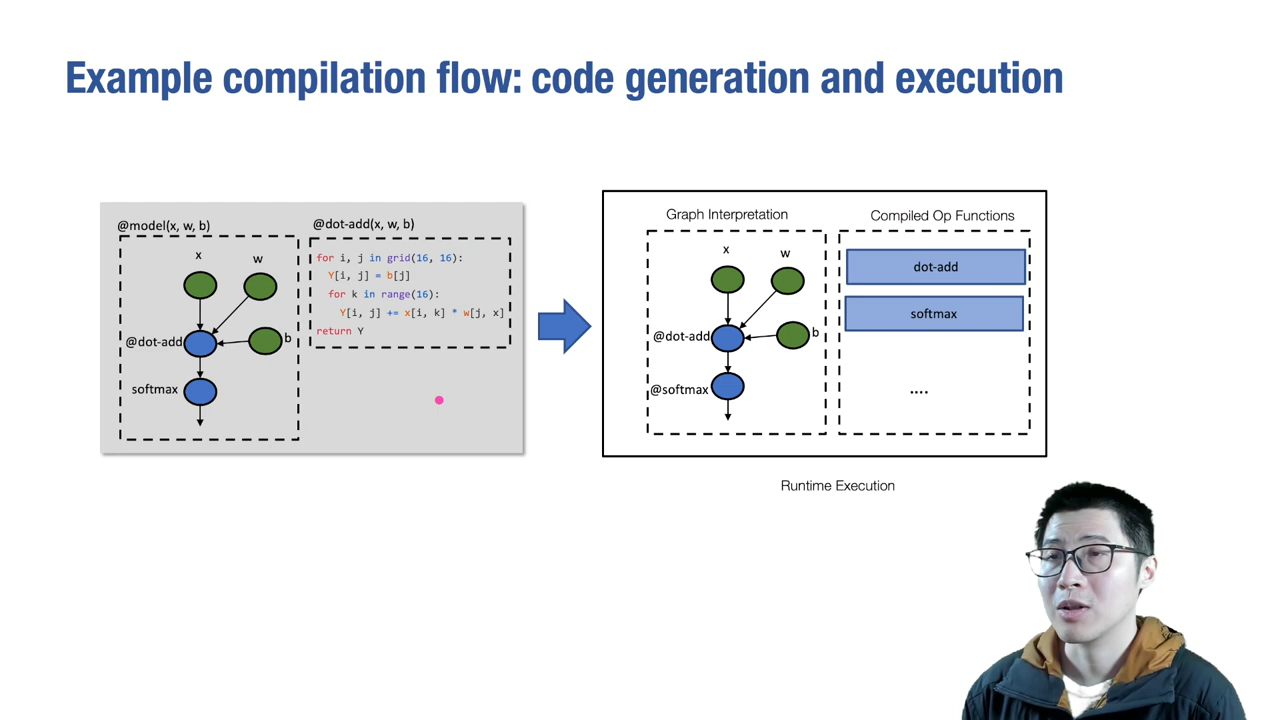 Example compilation flow: code generation and execution
@model(x, w, b)
x
w
@dot-add
b
softmax
@dot-add(x, w, b)
for i, j in grid(16, 16):
Y[i, j] = b[j]
for k in range(16):
Y[i, j] += x[i, k] * w[j, x]
return Y
Graph Interpretation
x
w
@dot-add
b
@softmax
Compiled Op Functions
dot-add
softmax
....
Runtime Execution